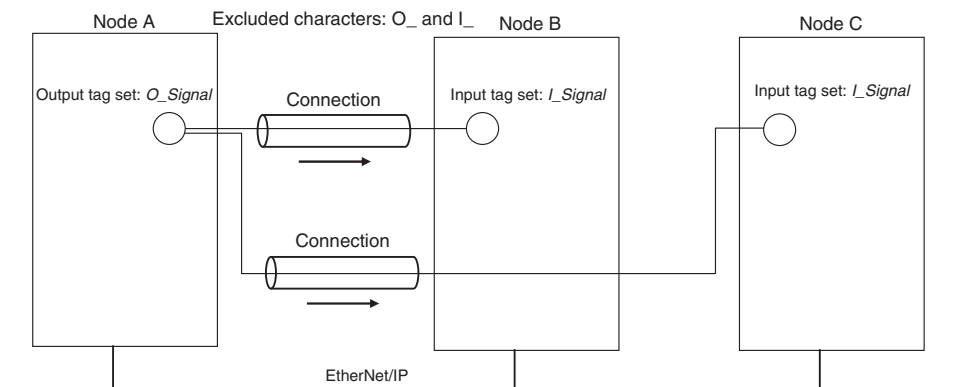 Node A
Excluded characters: O_ and I_
Node B
Node C
Output tag set: O_Signal
Connection
Input tag set: I_Signal
Input tag set: I_Signal
Connection
EtherNet/IP